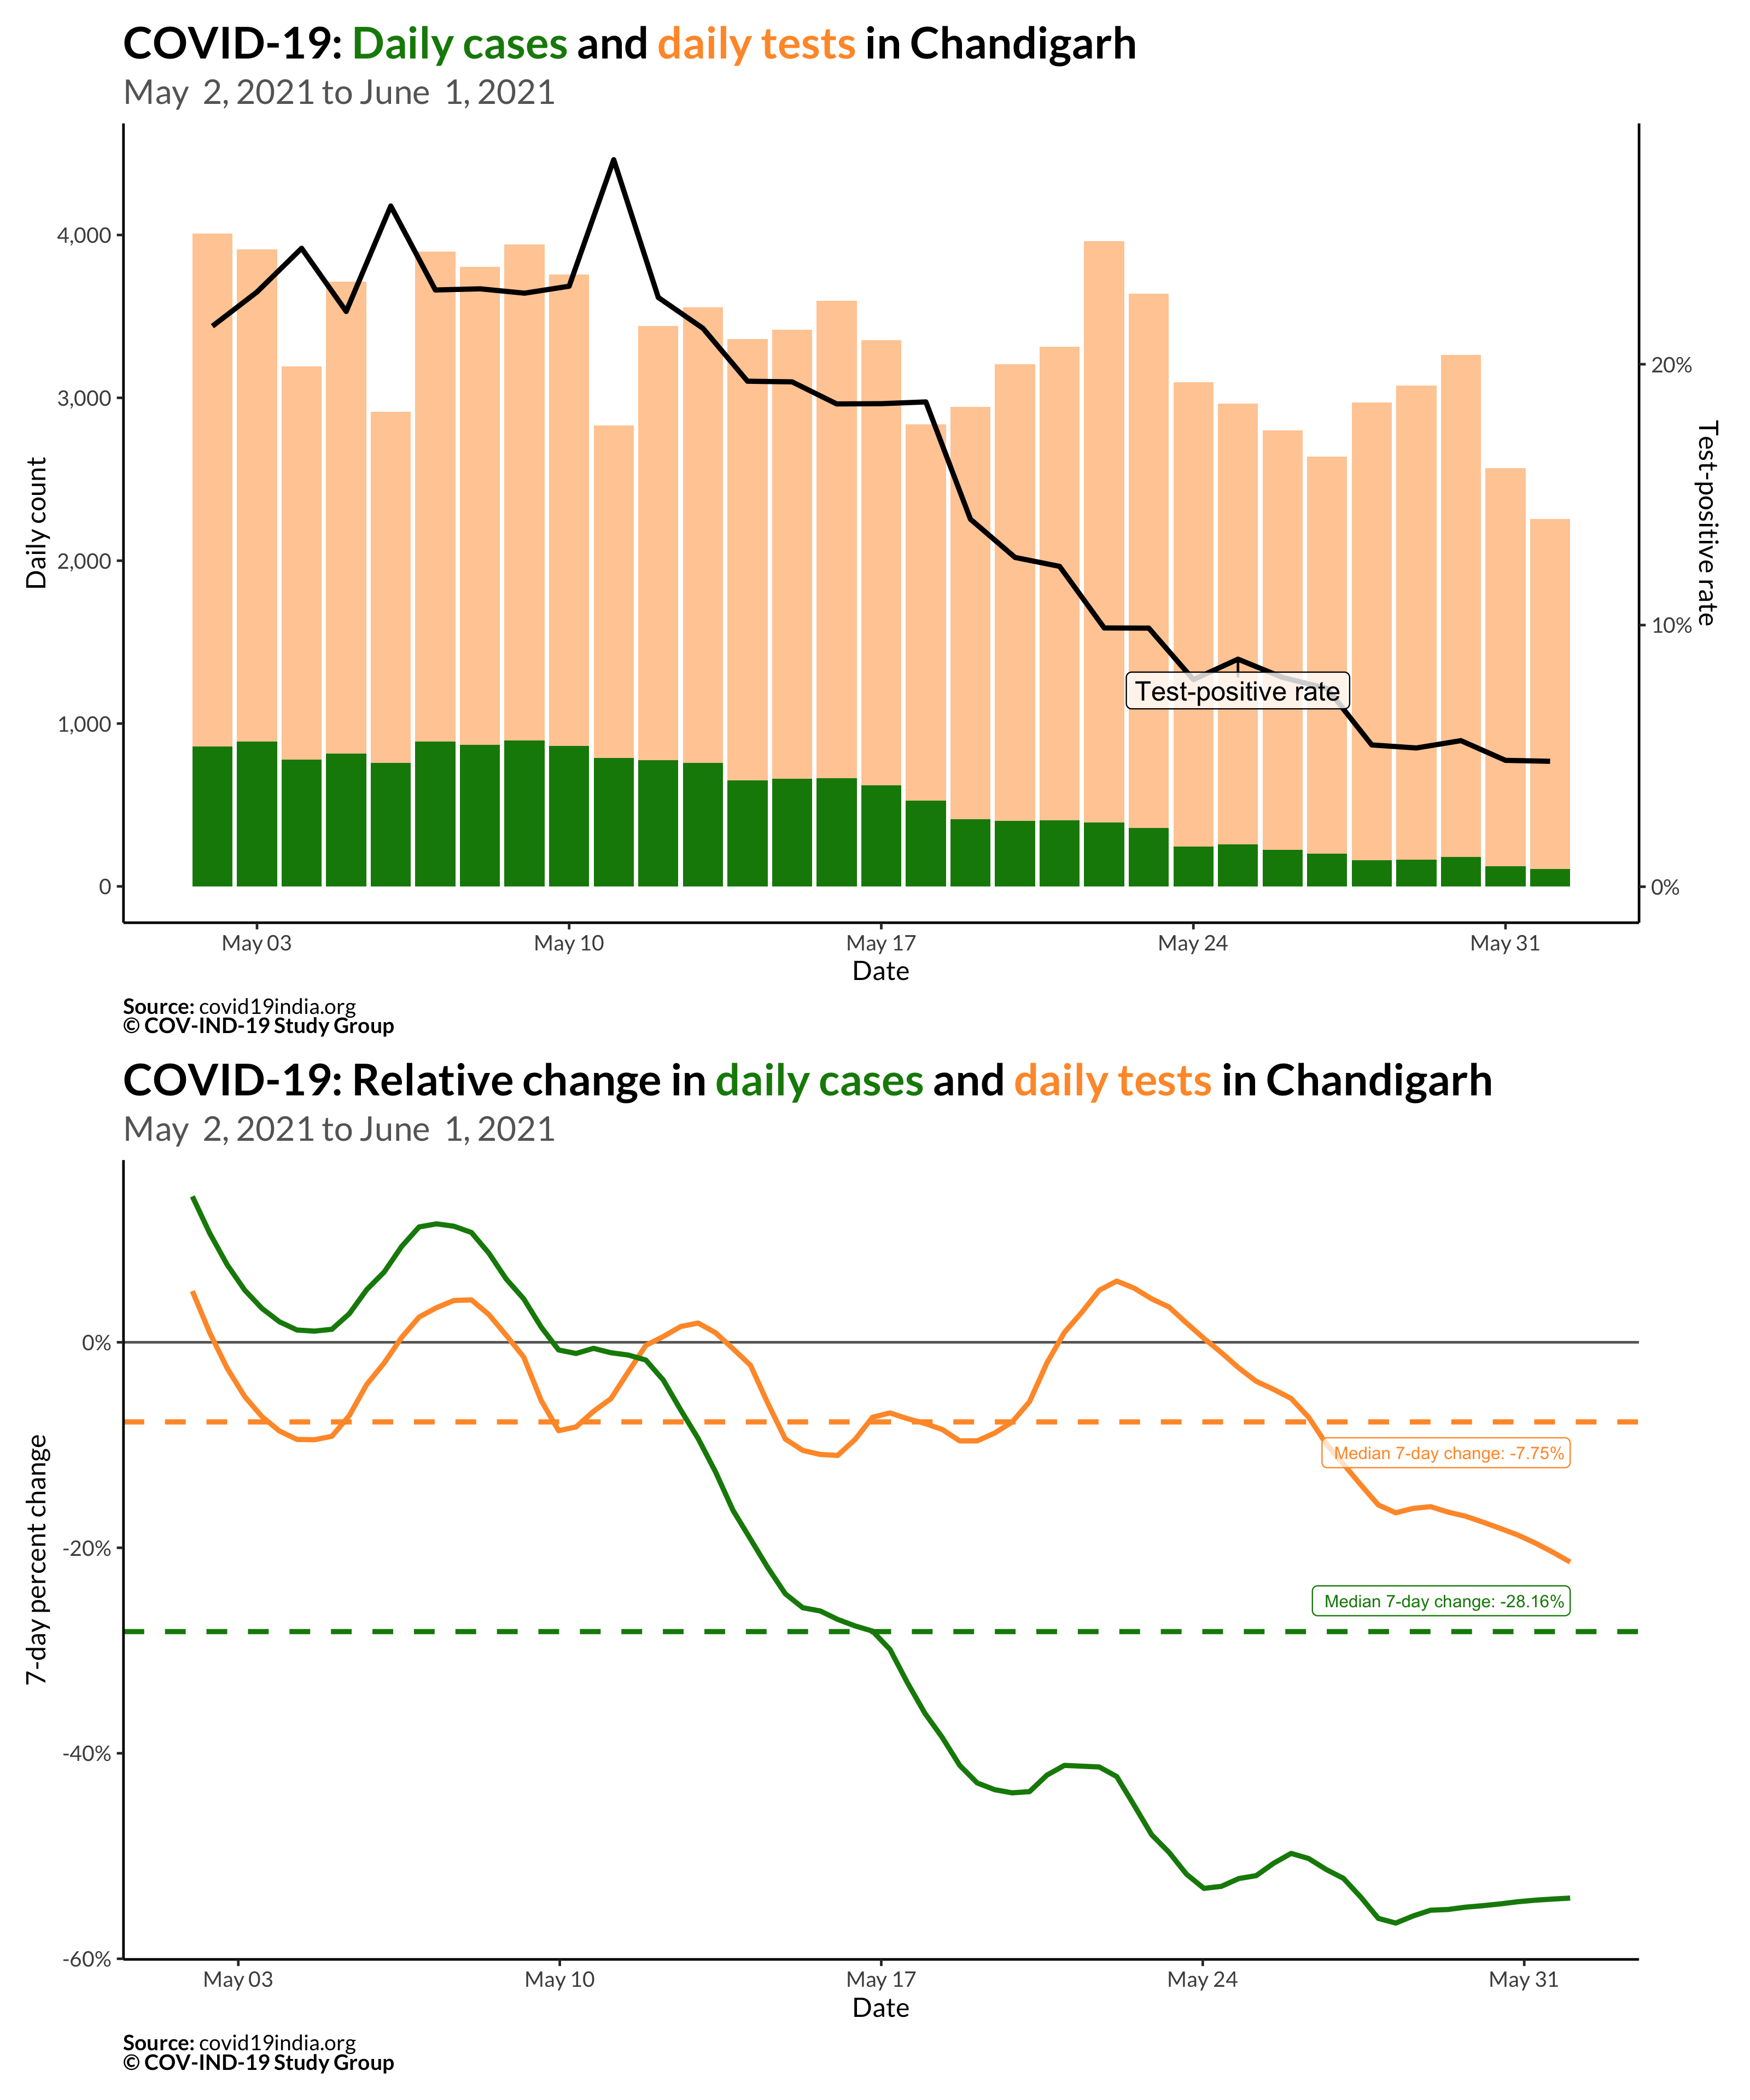 COVID-19: Daily cases and daily tests in Chandigarh
May 2, 2021 to June 1, 2021
Daily count
4,000
3,000
2,000
1,000
0
20%
10%
0%
Test-positive rate
Test-positive rate
May 03
May 10
May 17
May 24
May 31
Date
Source: covid19india.org
© COV-IND-19 Study Group
COVID-19: Relative change in daily cases and daily tests in Chandigarh
May 2, 2021 to June 1, 2021
7-day percent change
0%
-20%
-40%
-60%
Median 7-day change: -7.75%
Median 7-day change: -28.16%
May 03
May 10
May 17
May 24
May 31
Date
Source: covid19india.org
© COV-IND-19 Study Group